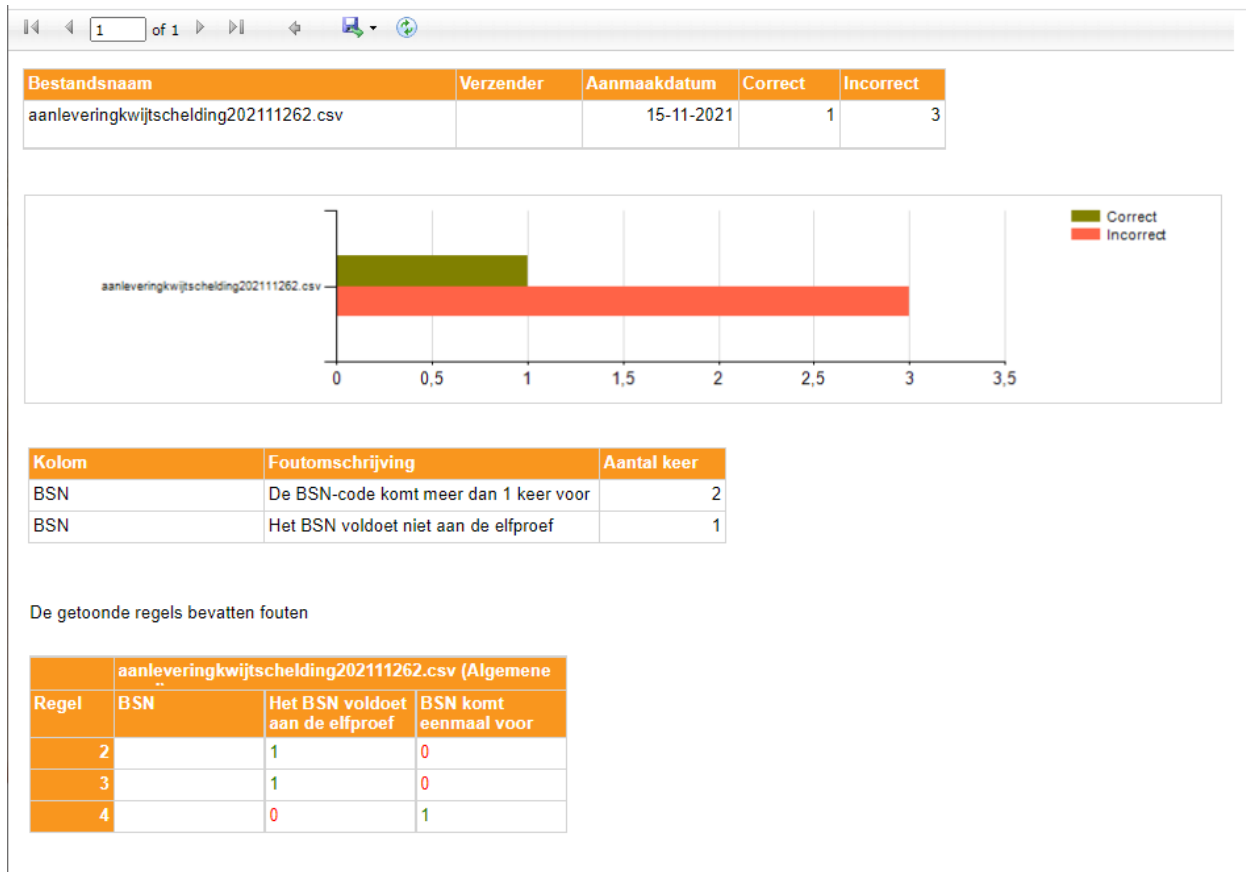 1 of 1
Bestandsnaam Verzender Aanmaakdatum Correct Incorrect
aanleveringkwijtschelding202111262.csv 15-11-2021 1 3
Correct
Incorrect
aanleveringkwijtschelding202111262.csv
0 0,5 1 1,5 2 2,5 3 3,5
Kolom Foutomschrijving Aantal keer
BSN De BSN-code komt meer dan 1 keer voor 2
BSN Het BSN voldoet niet aan de elfproef 1
De getoonde regels bevatten fouten
aanleveringkwijtschelding202111262.csv (Algemene
Regel BSN Het BSN voldoet BSN komt
aan de elfproef eenmaal voor
2 1 0
3 1 0
4 0 1